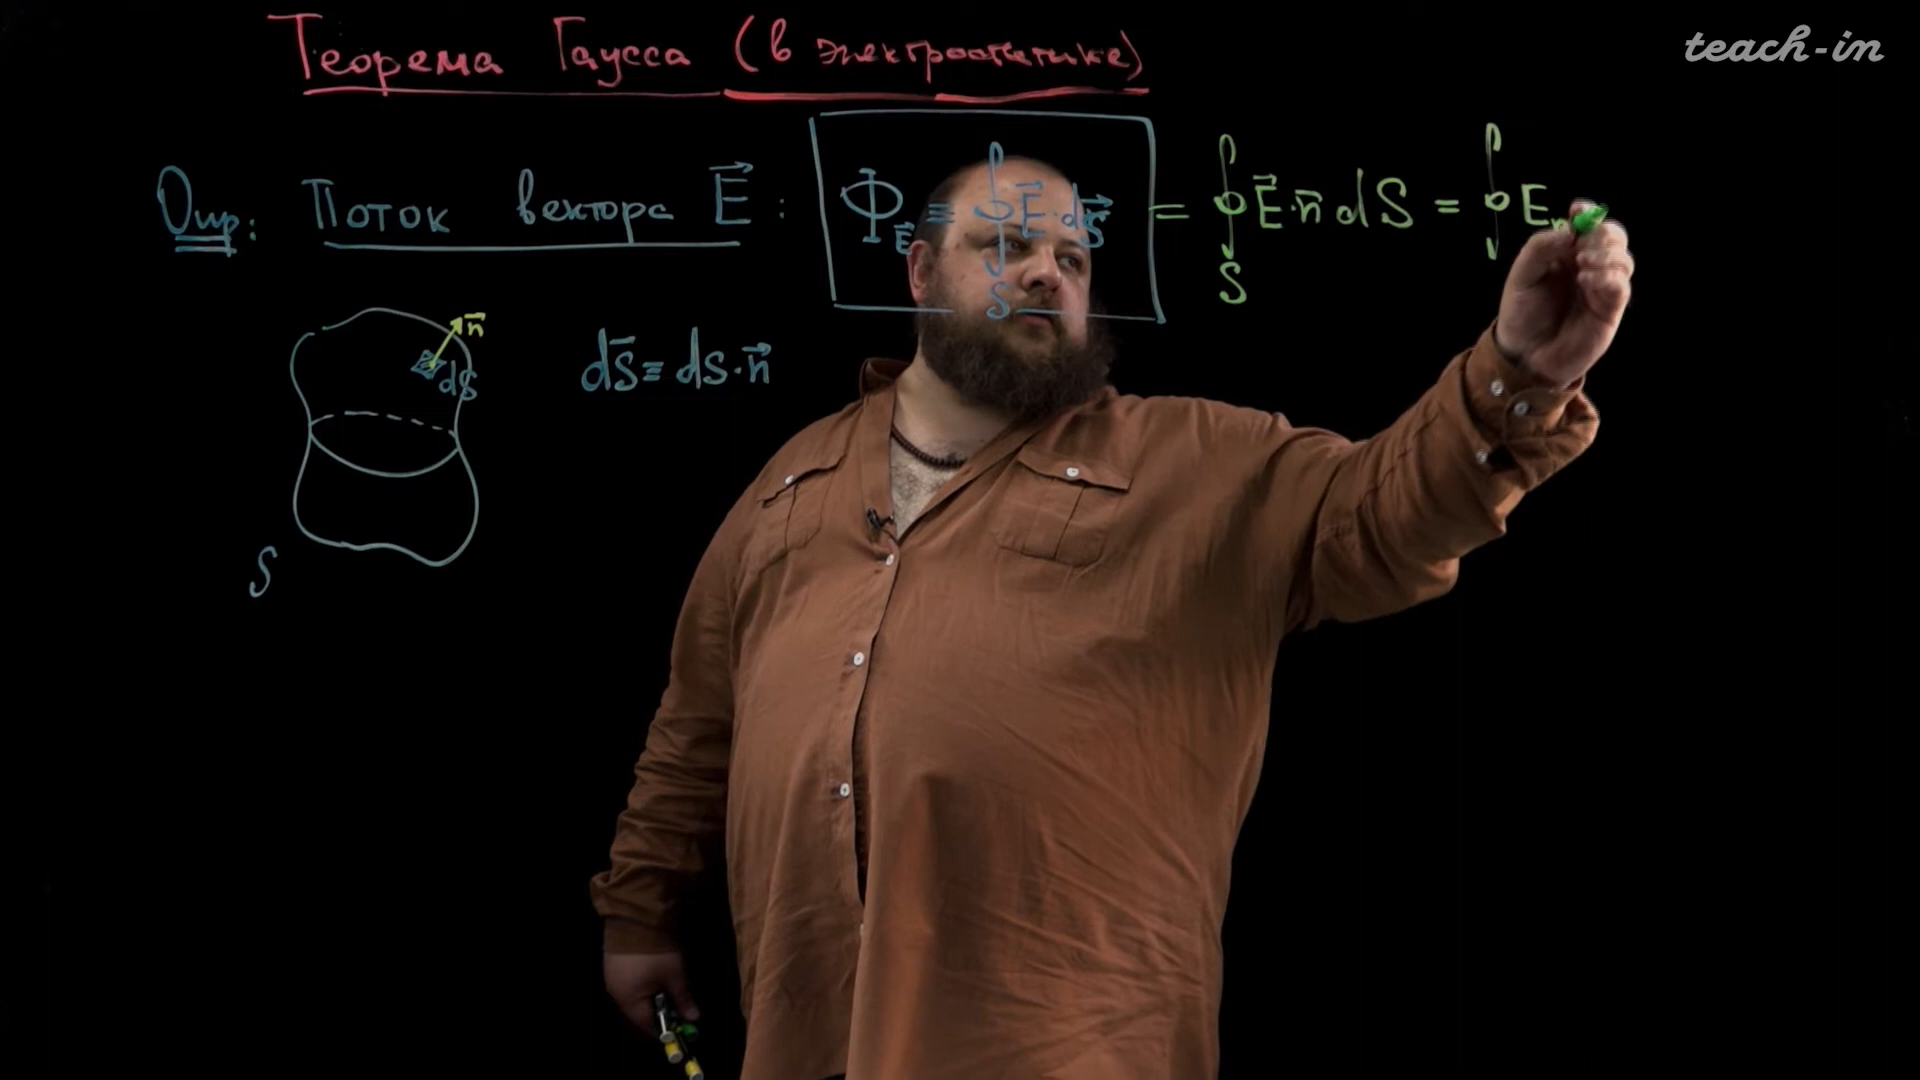 teach-in
Теорема Гаусса (в электростатике)
Опр: Поток вектора E⃗ : Φ_E⃗ ≡ ∮_S E⃗·dS⃗ = ∮_S E⃗·n⃗ dS = ∮ E_n
n⃗
dS
dS̄ ≡ dS·n⃗
S